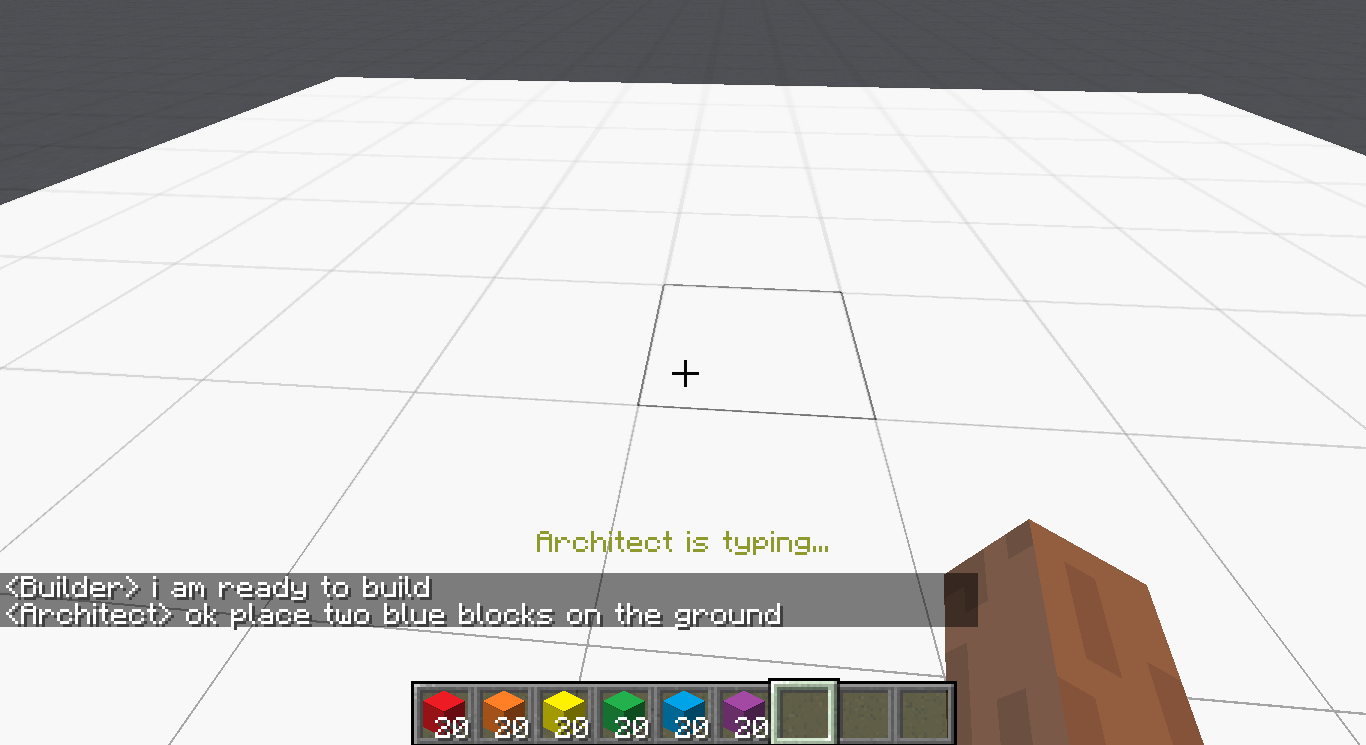 Architect is typing...
<Builder> i am ready to build
<Architect> ok place two blue blocks on the ground
20 20 20 20 20 20